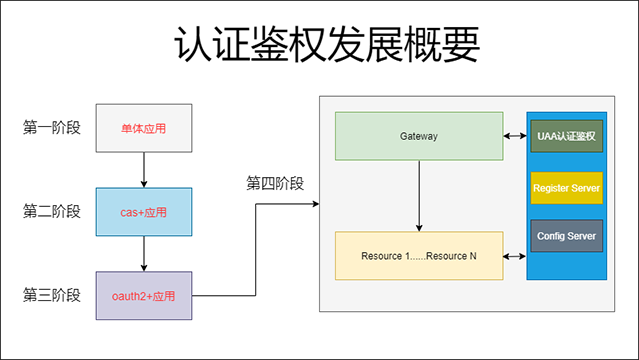 认证鉴权发展概要
第一阶段
单体应用
第二阶段
cas+应用
第三阶段
oauth2+应用
第四阶段
Gateway
UAA认证鉴权
Register Server
Config Server
Resource 1......Resource N